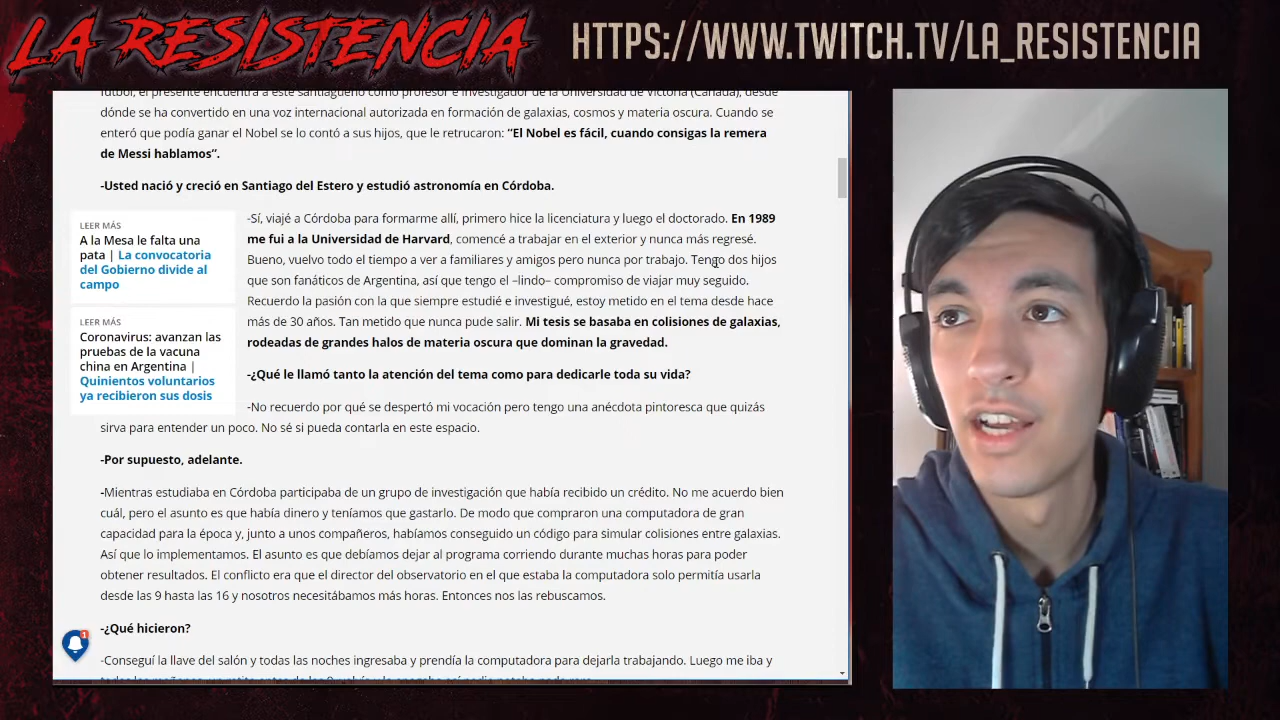 LA RESISTENCIA
HTTPS://WWW.TWITCH.TV/LA_RESISTENCIA
fútbol, el presente encuentra a este santiagueño como profesor e investigador de la Universidad de Victoria (Canadá), desde
dónde se ha convertido en una voz internacional autorizada en formación de galaxias, cosmos y materia oscura. Cuando se
enteró que podía ganar el Nobel se lo contó a sus hijos, que le retrucaron: “El Nobel es fácil, cuando consigas la remera
de Messi hablamos”.
-Usted nació y creció en Santiago del Estero y estudió astronomía en Córdoba.
LEER MÁS
A la Mesa le falta una
pata | La convocatoria
del Gobierno divide al
campo
LEER MÁS
Coronavirus: avanzan las
pruebas de la vacuna
china en Argentina |
Quinientos voluntarios
ya recibieron sus dosis
-Sí, viajé a Córdoba para formarme allí, primero hice la licenciatura y luego el doctorado. En 1989
me fui a la Universidad de Harvard, comencé a trabajar en el exterior y nunca más regresé.
Bueno, vuelvo todo el tiempo a ver a familiares y amigos pero nunca por trabajo. Tengo dos hijos
que son fanáticos de Argentina, así que tengo el –lindo– compromiso de viajar muy seguido.
Recuerdo la pasión con la que siempre estudié e investigué, estoy metido en el tema desde hace
más de 30 años. Tan metido que nunca pude salir. Mi tesis se basaba en colisiones de galaxias,
rodeadas de grandes halos de materia oscura que dominan la gravedad.
-¿Qué le llamó tanto la atención del tema como para dedicarle toda su vida?
-No recuerdo por qué se despertó mi vocación pero tengo una anécdota pintoresca que quizás
sirva para entender un poco. No sé si pueda contarla en este espacio.
-Por supuesto, adelante.
-Mientras estudiaba en Córdoba participaba de un grupo de investigación que había recibido un crédito. No me acuerdo bien
cuál, pero el asunto es que había dinero y teníamos que gastarlo. De modo que compraron una computadora de gran
capacidad para la época y, junto a unos compañeros, habíamos conseguido un código para simular colisiones entre galaxias.
Así que lo implementamos. El asunto es que debíamos dejar al programa corriendo durante muchas horas para poder
obtener resultados. El conflicto era que el director del observatorio en el que estaba la computadora solo permitía usarla
desde las 9 hasta las 16 y nosotros necesitábamos más horas. Entonces nos las rebuscamos.
-¿Qué hicieron?
1
-Conseguí la llave del salón y todas las noches ingresaba y prendía la computadora para dejarla trabajando. Luego me iba y